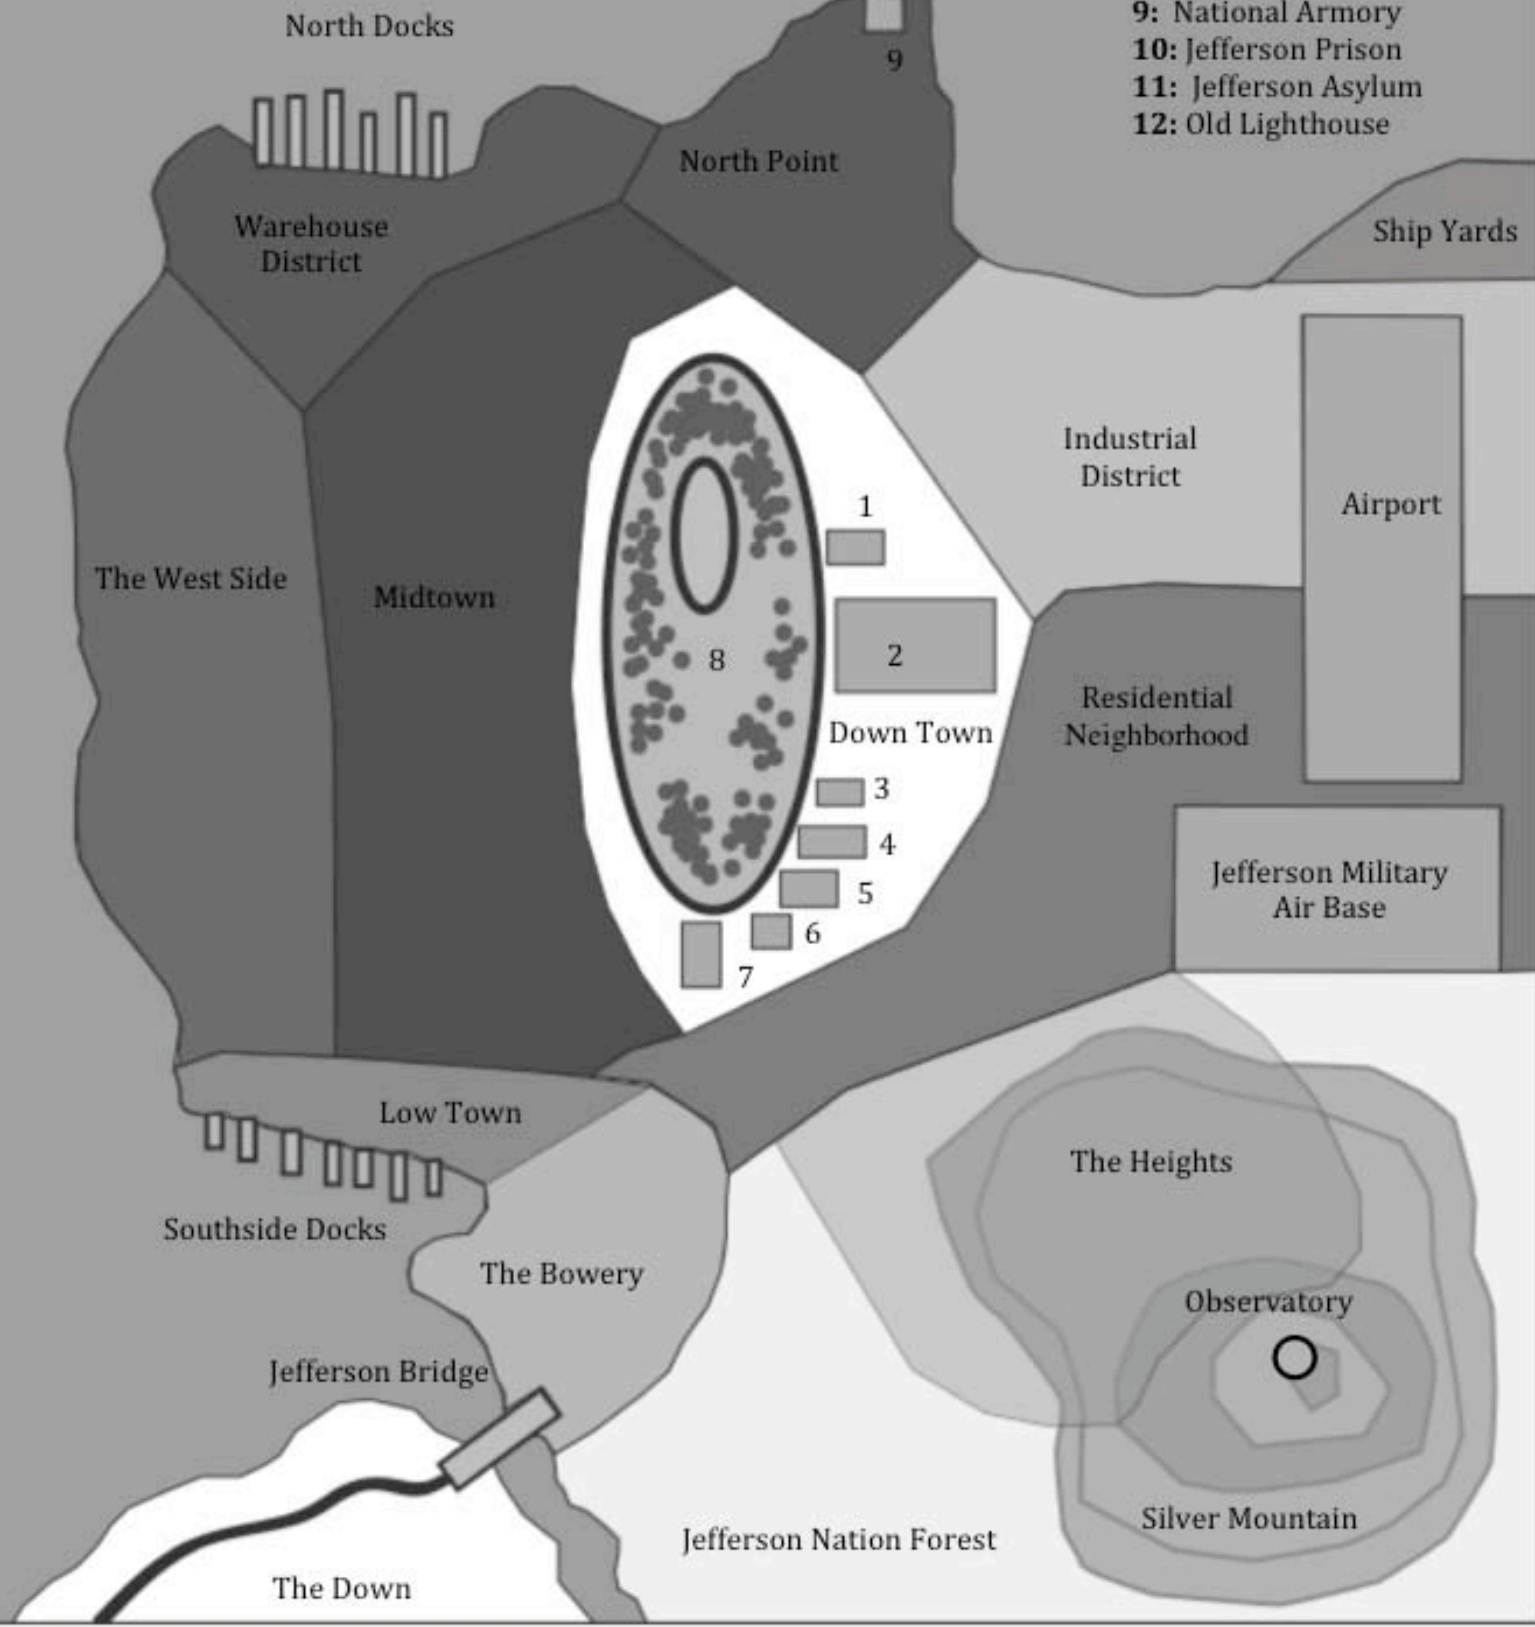 North Docks
9: National Armory
10: Jefferson Prison
11: Jefferson Asylum
12: Old Lighthouse
9
North Point
Warehouse
District
Ship Yards
Industrial
District
Airport
1
The West Side
Midtown
8
2
Down Town
Residential
Neighborhood
3
4
5
6
7
Jefferson Military
Air Base
Low Town
The Heights
Southside Docks
The Bowery
Observatory
Jefferson Bridge
Silver Mountain
Jefferson Nation Forest
The Down